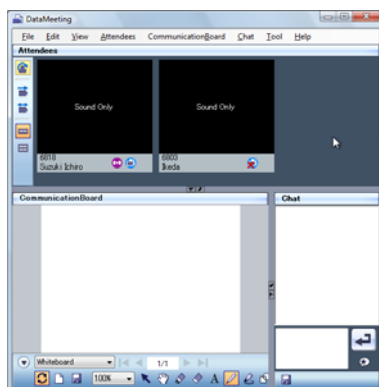 DataMeeting
File Edit View Attendees CommunicationBoard Chat Tool Help
Attendees
Sound Only Sound Only
6818 6803
Suzuki Ichiro Ikeda
CommunicationBoard Chat
Whiteboard 1/1
100% A